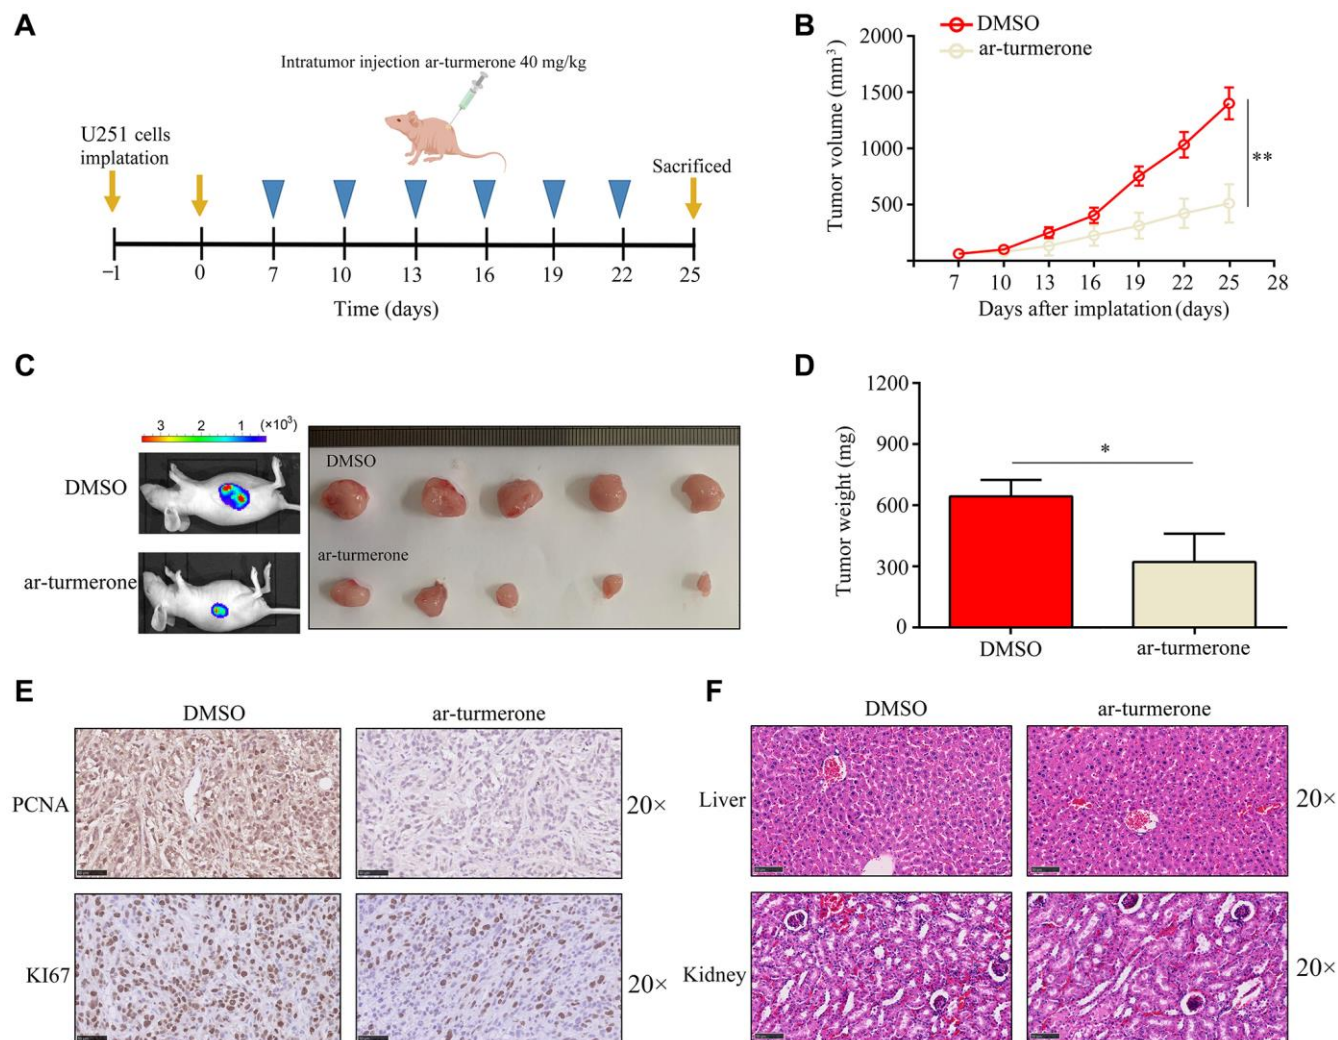 A
Intratumor injection ar-turmerone 40 mg/kg
U251 cells
implatation
Sacrificed
−1 0 7 10 13 16 19 22 25
Time (days)
B
DMSO
ar-turmerone
Tumor volume (mm³)
2000
1500
1000
500
**
7 10 13 16 19 22 25 28
Days after implatation (days)
C
3 2 1 (×10³)
DMSO
ar-turmerone
DMSO
ar-turmerone
D
Tumor weight (mg)
1200
900
600
300
0
*
DMSO ar-turmerone
E
DMSO ar-turmerone
PCNA 20×
KI67 20×
F
DMSO ar-turmerone
Liver 20×
Kidney 20×